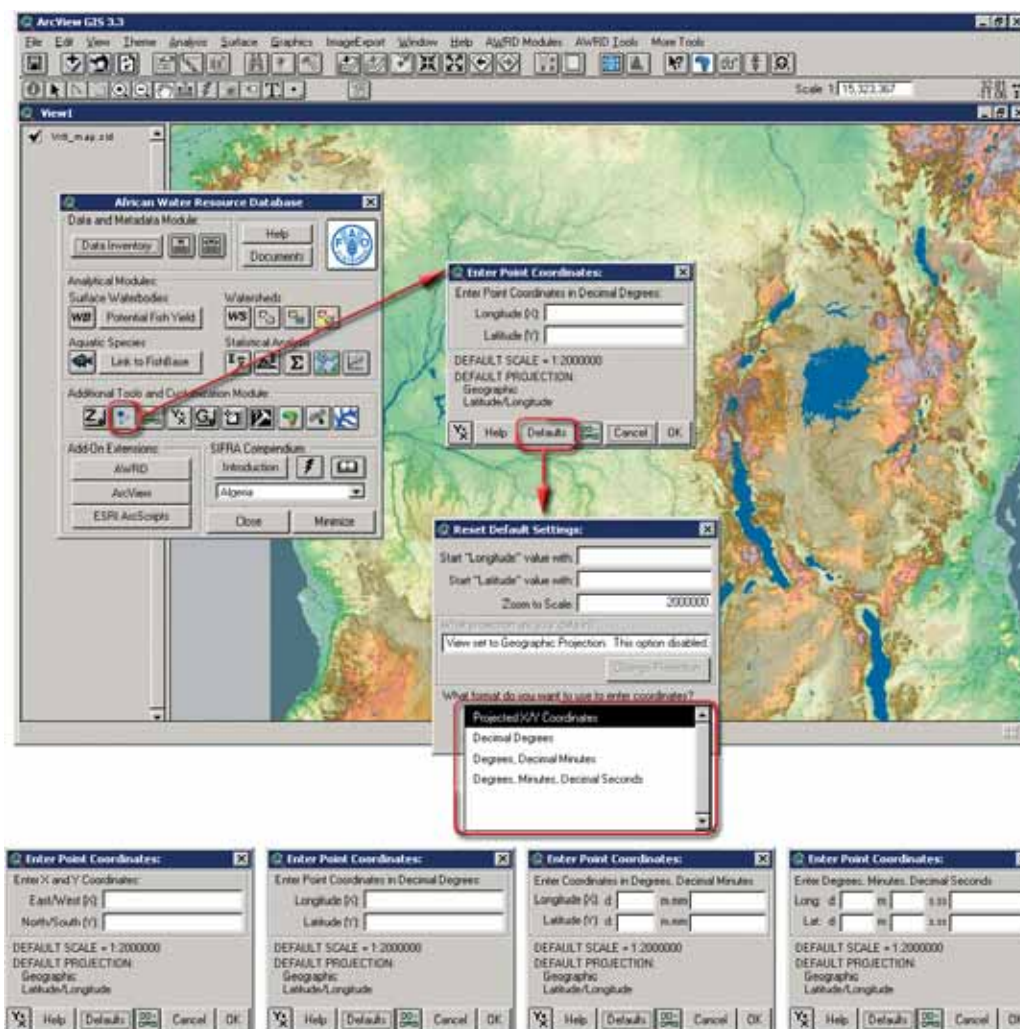 ArcView GIS 3.3
File Edit View Theme Analysis Surface Graphics ImageExport Window Help AWRD Modules AWRD Tools More Tools
Scale 1: 15,323,367
View1
African Water Resource Database
Data and Metadata Module:
Data Inventory
Help
Documents
Analytical Modules:
Surface Waterbodies
Watersheds
WB Potential Fish Yield
WS
Aquatic Species
Statistical Analysis
Link to FishBase
Additional Tools and Customization Module
Add-On Extensions:
SIFRA Compendium
AWRD
Introduction
ArcView
Algeria
ESRI ArcScripts
Close Minimize
Enter Point Coordinates:
Enter Point Coordinates in Decimal Degrees:
Longitude (X):
Latitude (Y):
DEFAULT SCALE = 1:2000000
DEFAULT PROJECTION:
Geographic
Latitude/Longitude
Help Defaults Cancel OK
Reset Default Settings:
Start "Longitude" value with:
Start "Latitude" value with:
Zoom to Scale: 2000000
What projection are your data in?
View set to Geographic Projection. This option disabled.
Change Projection
What format do you want to use to enter coordinates?
Projected X/Y Coordinates
Decimal Degrees
Degrees, Decimal Minutes
Degrees, Minutes, Decimal Seconds
Enter Point Coordinates:
Enter X and Y Coordinates:
East/West (X):
North/South (Y):
DEFAULT SCALE = 1:2000000
DEFAULT PROJECTION:
Geographic
Latitude/Longitude
Help Defaults Cancel OK
Enter Point Coordinates:
Enter Point Coordinates in Decimal Degrees:
Longitude (X):
Latitude (Y):
DEFAULT SCALE = 1:2000000
DEFAULT PROJECTION:
Geographic
Latitude/Longitude
Help Defaults Cancel OK
Enter Point Coordinates:
Enter Coordinates in Degrees, Decimal Minutes
Longitude (X): d: m.mm:
Latitude (Y): d: m.mm:
DEFAULT SCALE = 1:2000000
DEFAULT PROJECTION:
Geographic
Latitude/Longitude
Help Defaults Cancel OK
Enter Point Coordinates:
Enter Degrees, Minutes, Decimal Seconds
Long: d: m: s.ss:
Lat: d: m: s.ss:
DEFAULT SCALE = 1:2000000
DEFAULT PROJECTION:
Geographic
Latitude/Longitude
Help Defaults Cancel OK